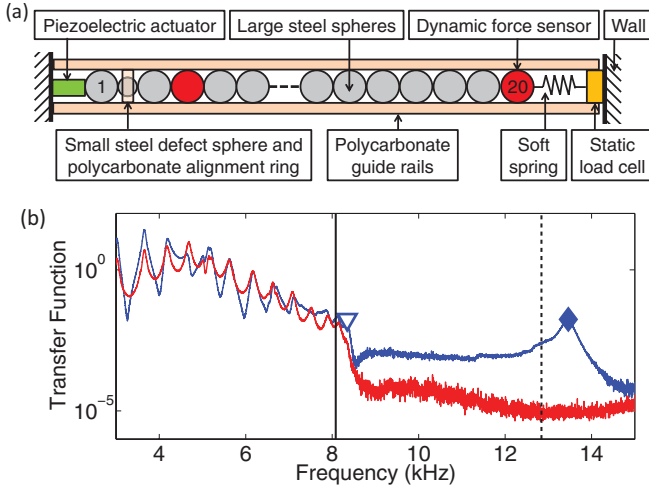 (a)
Piezoelectric actuator
Large steel spheres
Dynamic force sensor
Wall
1
20
Small steel defect sphere and
polycarbonate alignment ring
Polycarbonate
guide rails
Soft
spring
Static
load cell
(b)
Transfer Function
10^0
10^-5
4 6 8 10 12 14
Frequency (kHz)